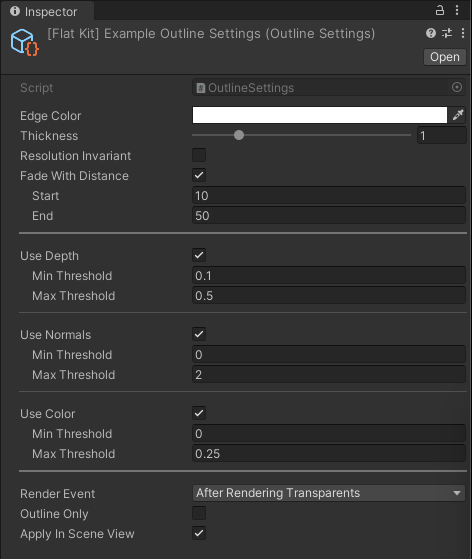 Inspector
[Flat Kit] Example Outline Settings (Outline Settings)
Open
Script OutlineSettings
Edge Color
Thickness 1
Resolution Invariant
Fade With Distance
Start 10
End 50
Use Depth
Min Threshold 0.1
Max Threshold 0.5
Use Normals
Min Threshold 0
Max Threshold 2
Use Color
Min Threshold 0
Max Threshold 0.25
Render Event After Rendering Transparents
Outline Only
Apply In Scene View